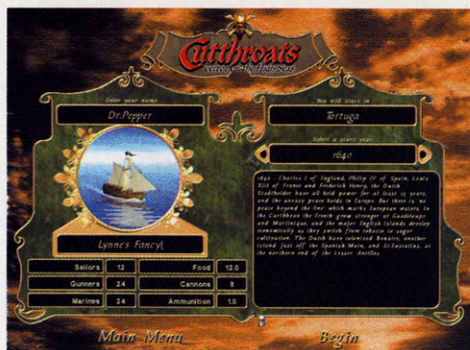 Cutthroats
Terror on the High Seas
Enter your name
Dr.Pepper
Lynne's Fancy
Sailors 12 Food 12.0
Gunners 24 Cannons 8
Marines 24 Ammunition 1.0
Main Menu
You will start in
Tortuga
Select a start year
1640
1640 - Charles I of England, Philip IV of Spain, Louis
XIII of France and Frederick Henry, the Dutch
Stadtholder have all held power for at least 15 years,
and the uneasy peace holds in Europe. But there is 'no
peace beyond the line' which marks European waters. In
the Caribbean the French grow stronger at Guadeloupe
and Martinique, and the major English islands develop
economically as they switch from tobacco to sugar
cultivation. The Dutch have colonized Bonaire, another
island just off the Spanish Main, and St.Eustatius, at
the northern end of the Lesser Antilles
Begin